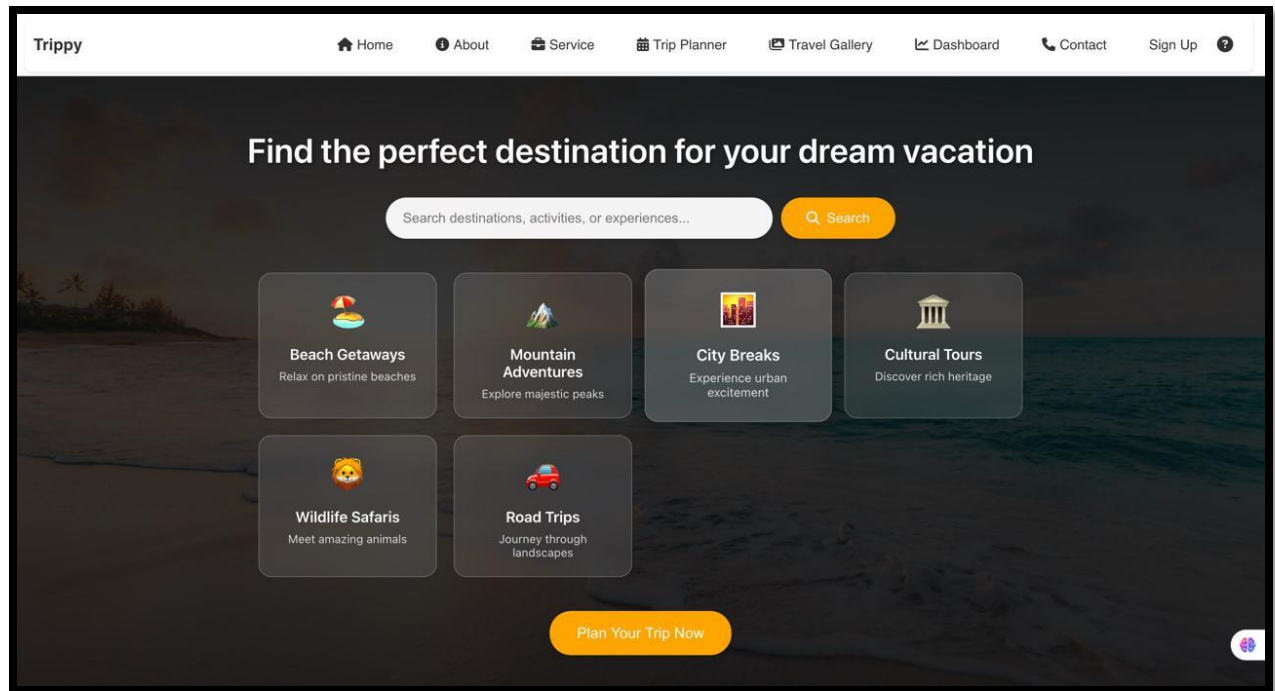 Trippy
Home
About
Service
Trip Planner
Travel Gallery
Dashboard
Contact
Sign Up
?
Find the perfect destination for your dream vacation
Search destinations, activities, or experiences...
Search
Beach Getaways
Relax on pristine beaches
Mountain
Adventures
Explore majestic peaks
City Breaks
Experience urban
excitement
Cultural Tours
Discover rich heritage
Wildlife Safaris
Meet amazing animals
Road Trips
Journey through
landscapes
Plan Your Trip Now